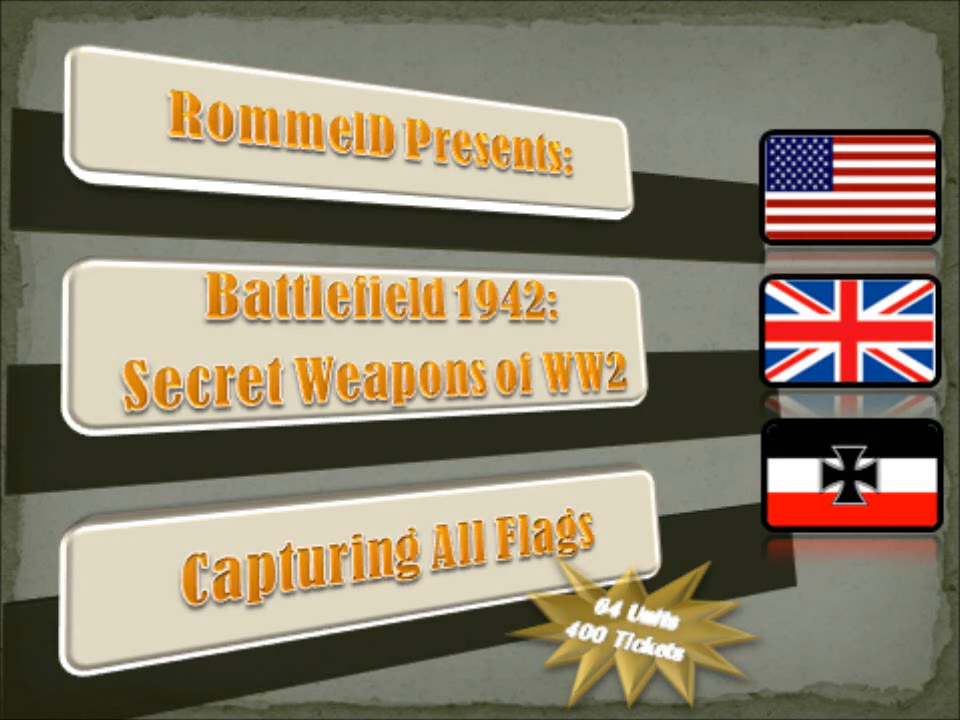 RommelD Presents:
Battlefield 1942:
Secret Weapons of WW2
Capturing All Flags
64 Units
400 Tickets